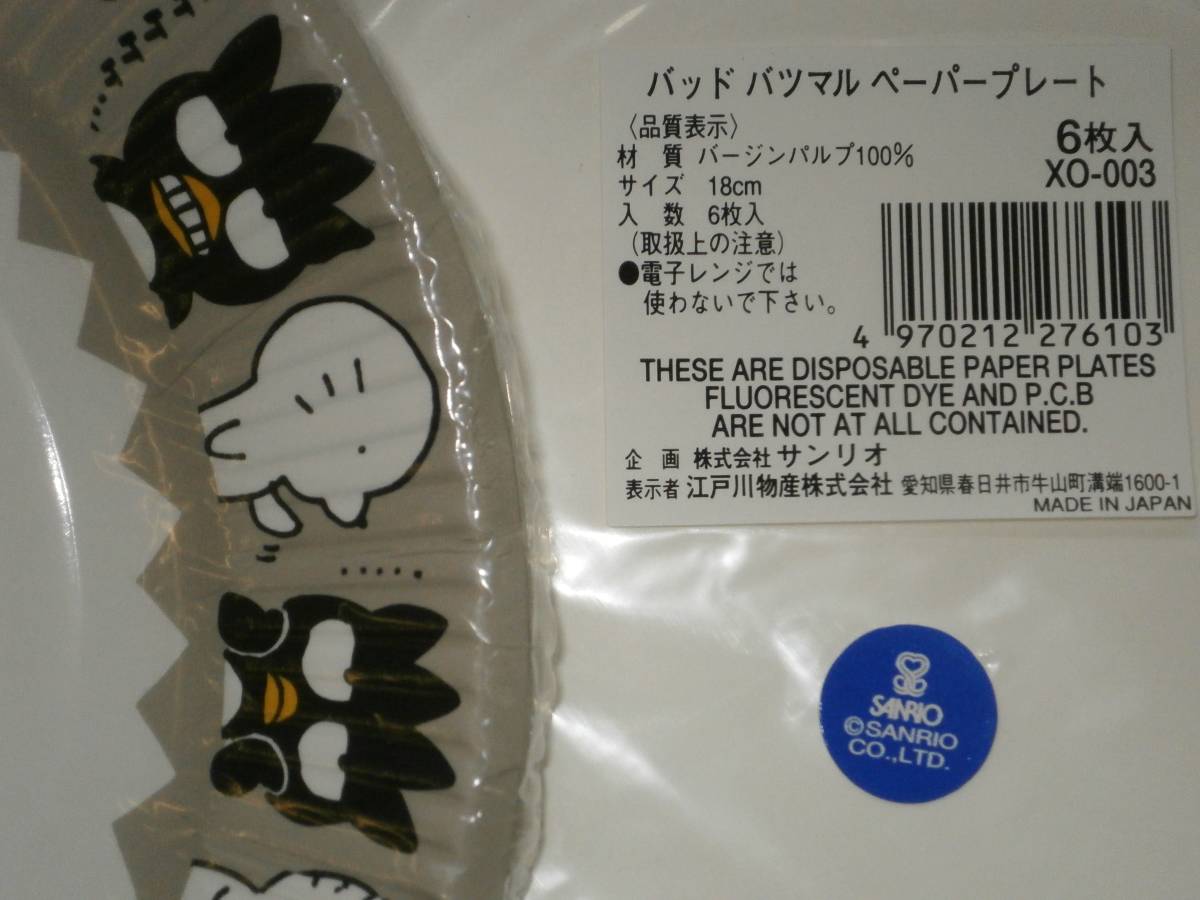 バッド バツマル ペーパープレート
〈品質表示〉
6枚入
材 質 バージンパルプ100%
XO-003
サイズ 18cm
入 数 6枚入
(取扱上の注意)
●電子レンジでは
使わないで下さい。
4 970212 276103
THESE ARE DISPOSABLE PAPER PLATES
FLUORESCENT DYE AND P.C.B
ARE NOT AT ALL CONTAINED.
企 画 株式会社 サンリオ
表示者 江戸川物産株式会社 愛知県春日井市牛山町溝端1600-1
MADE IN JAPAN
SANRIO
©SANRIO
CO.,LTD.